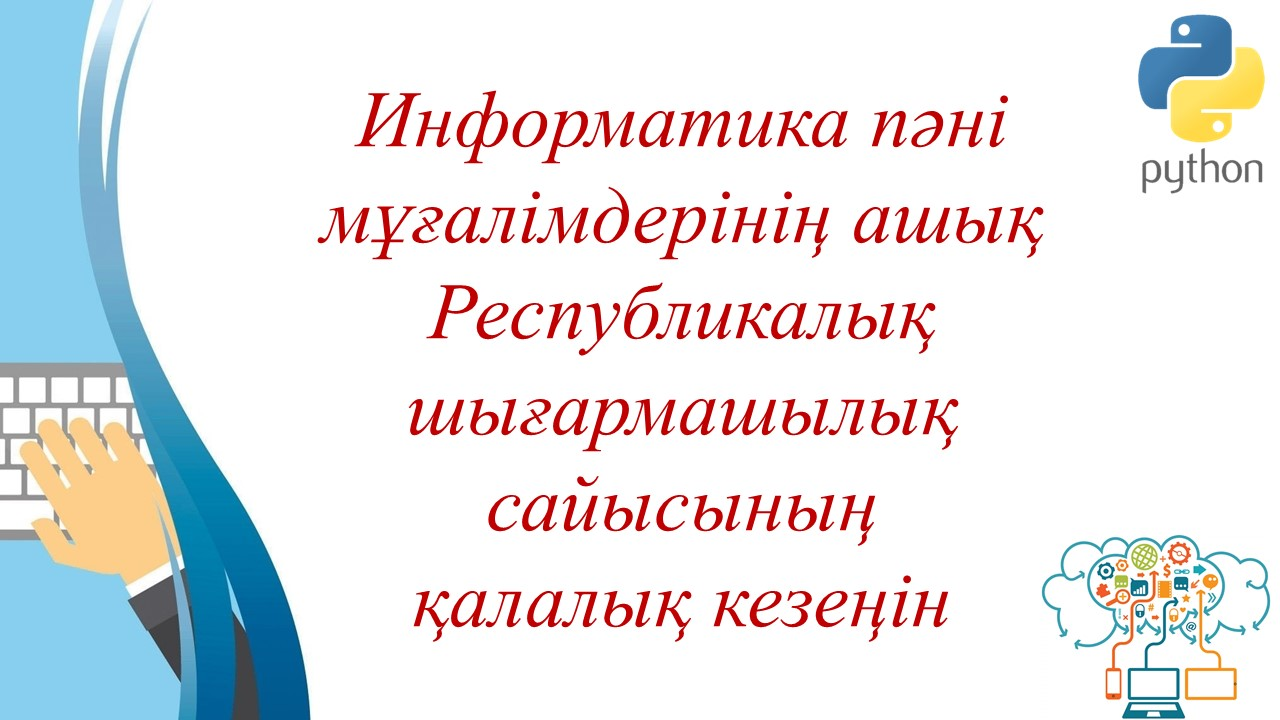 Информатика пәні
мұғалімдерінің ашық
Республикалық
шығармашылық
сайысының
қалалық кезеңін
python